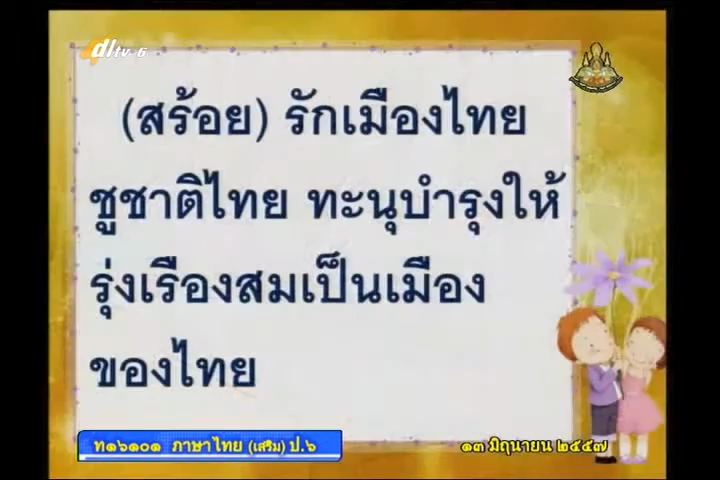 dltv 6
(สร้อย) รักเมืองไทย
ชูชาติไทย ทะนุบำรุงให้
รุ่งเรืองสมเป็นเมือง
ของไทย
ท๑๖๑๐๑ ภาษาไทย (เสริม) ป.๖
๑๓ มิถุนายน ๒๕๕๗